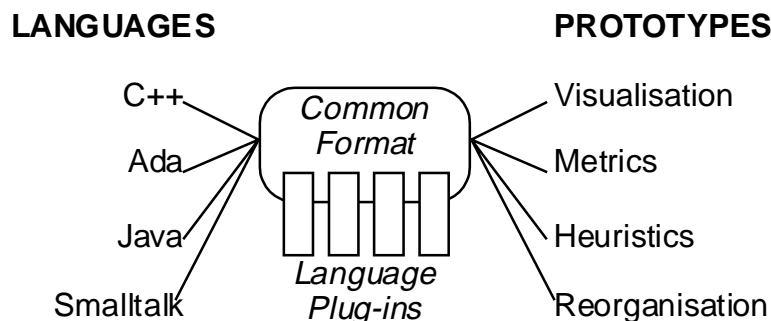 LANGUAGES
PROTOTYPES
C++
Common
Format
Visualisation
Ada
Metrics
Java
Heuristics
Language
Plug-ins
Smalltalk
Reorganisation